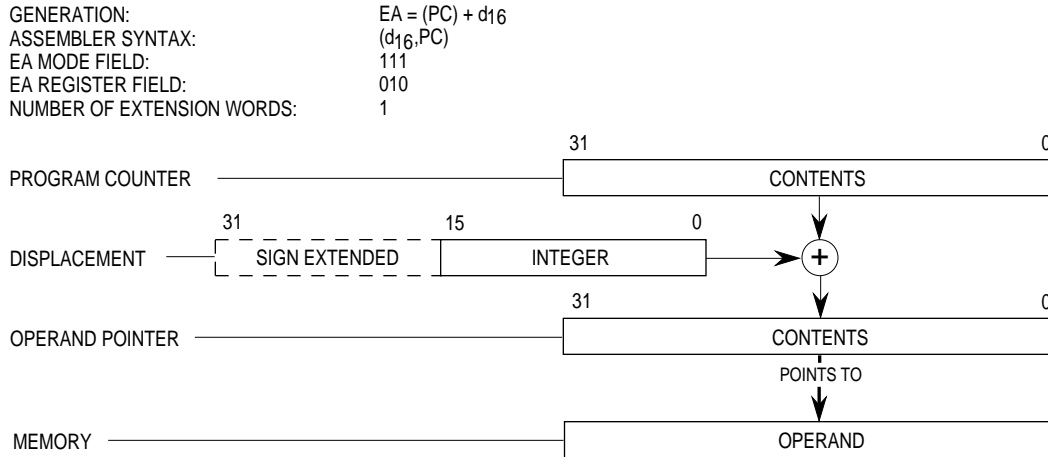 GENERATION: EA = (PC) + d16
ASSEMBLER SYNTAX: (d16,PC)
EA MODE FIELD: 111
EA REGISTER FIELD: 010
NUMBER OF EXTENSION WORDS: 1
31 0
PROGRAM COUNTER CONTENTS
31 15 0
DISPLACEMENT SIGN EXTENDED INTEGER +
31 0
OPERAND POINTER CONTENTS
POINTS TO
MEMORY OPERAND